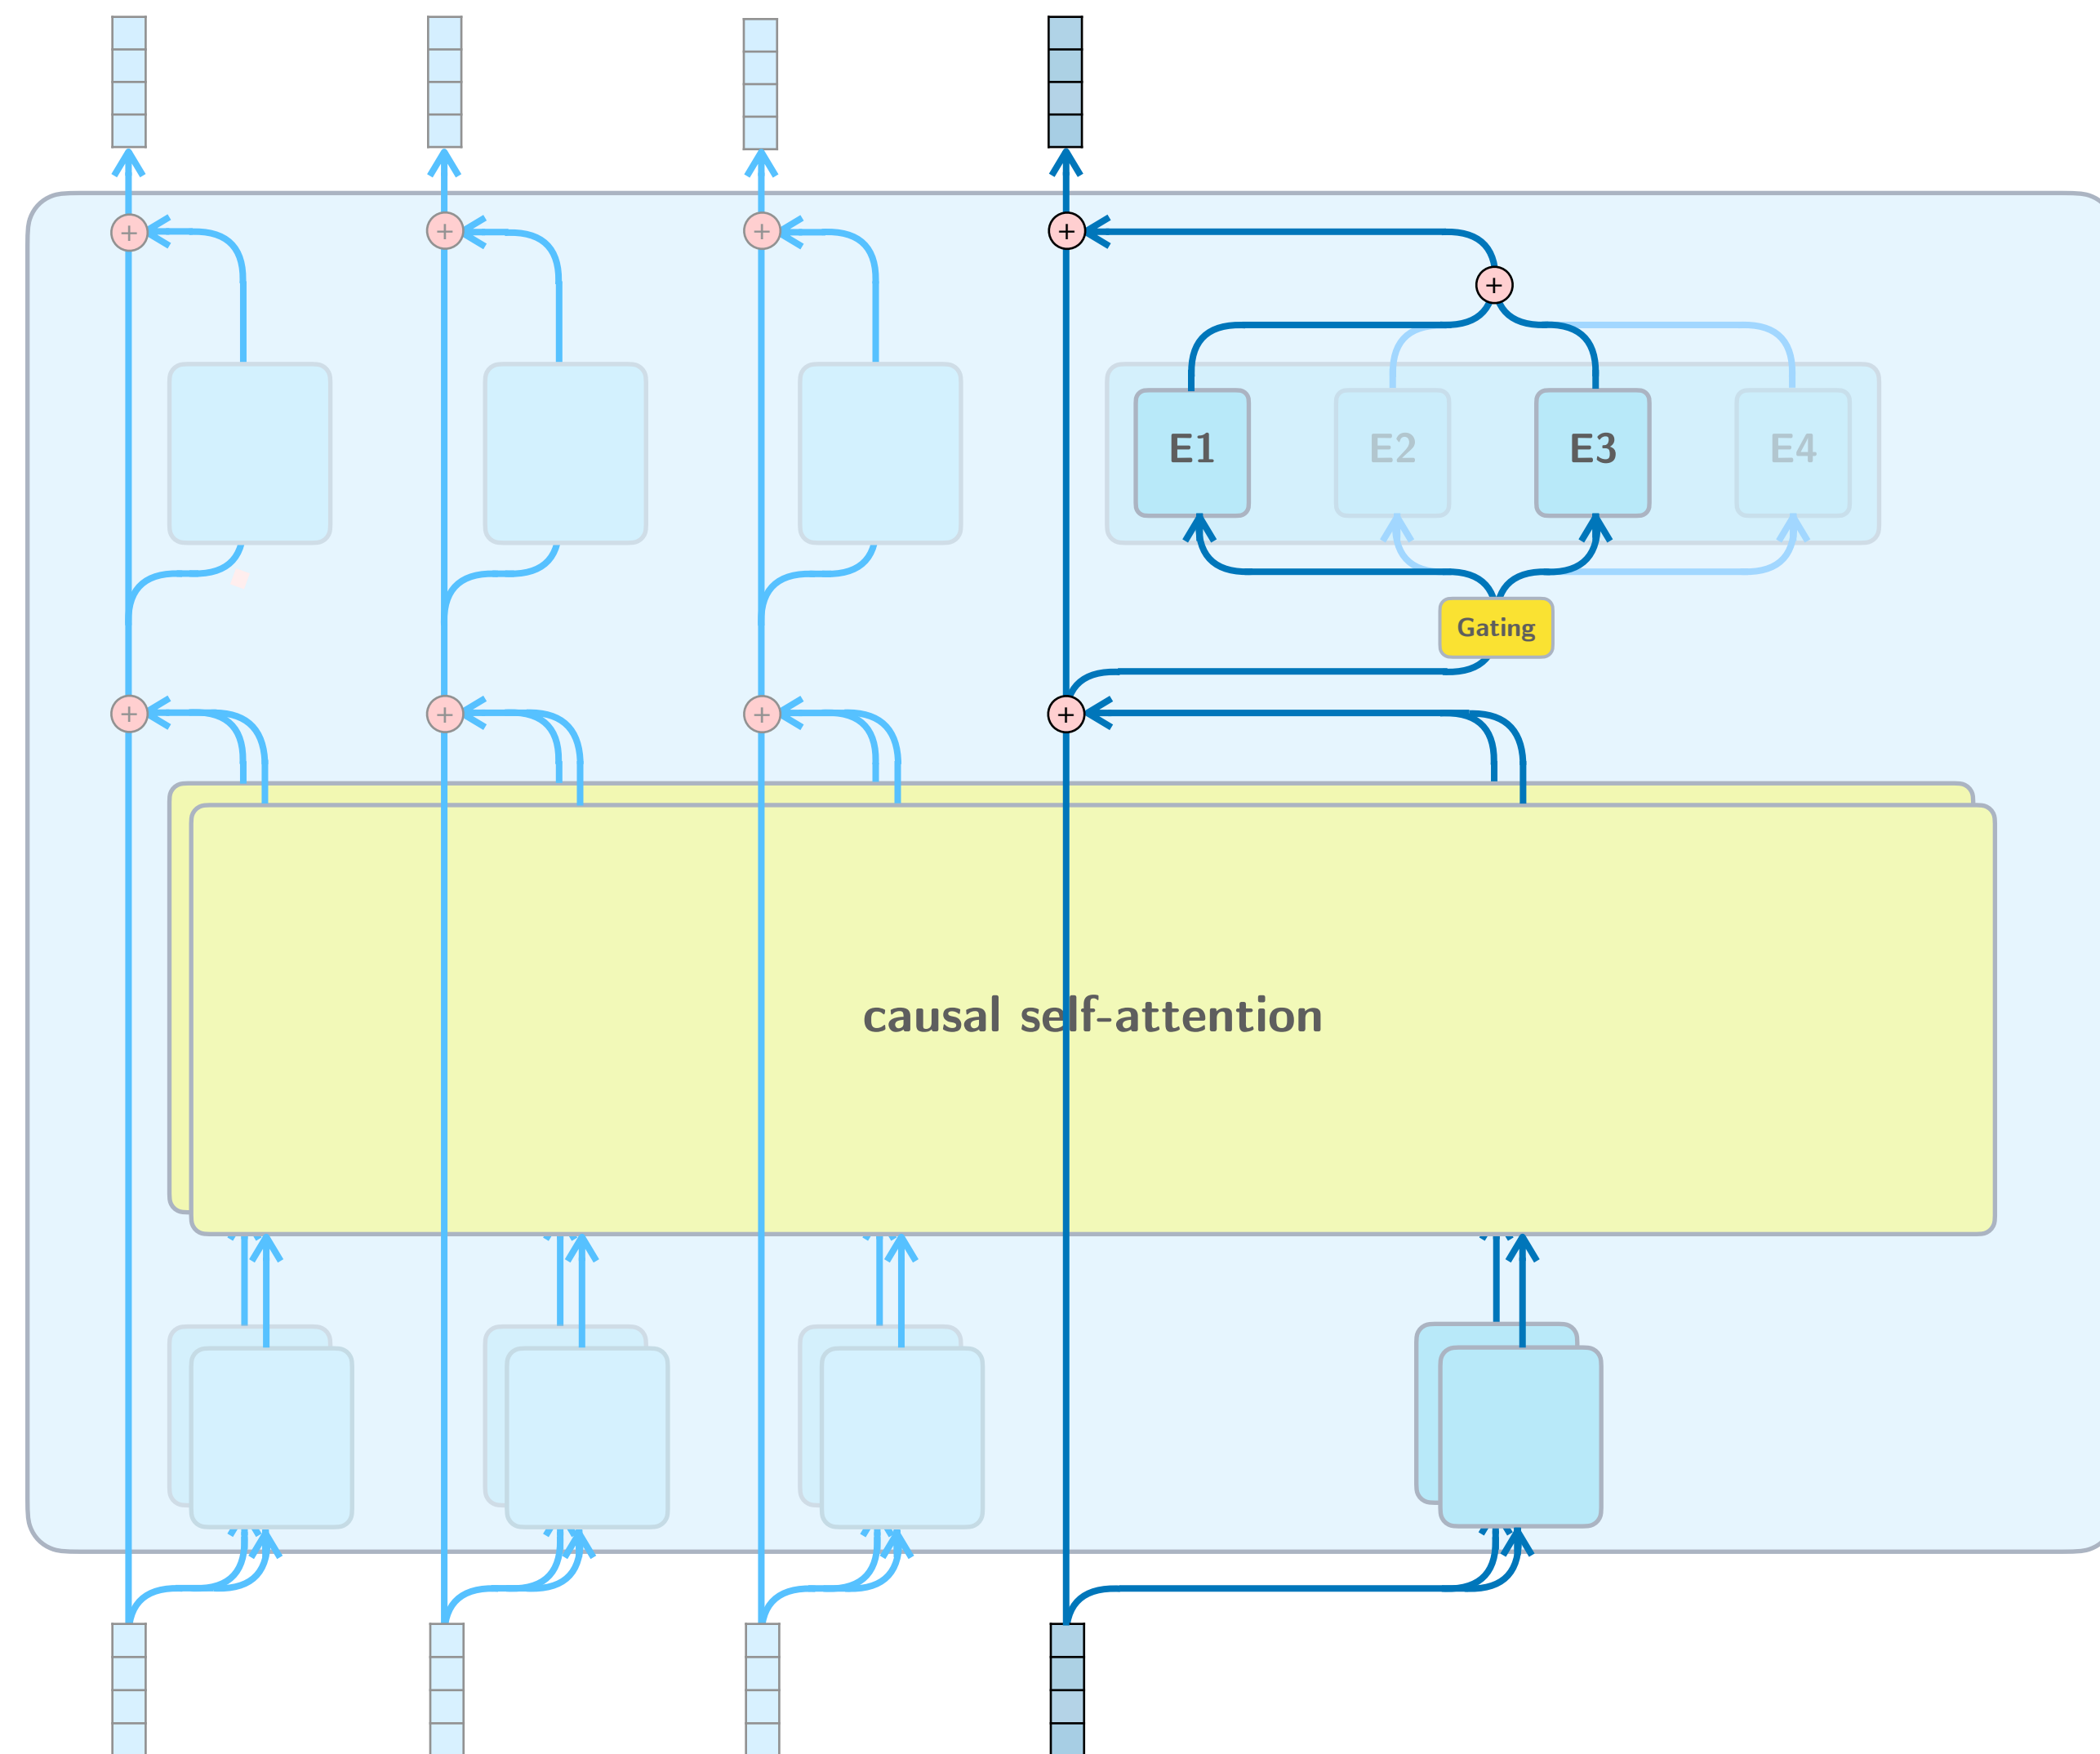 + + + +
+
E1 E2 E3 E4
Gating
+ + + +
causal self-attention